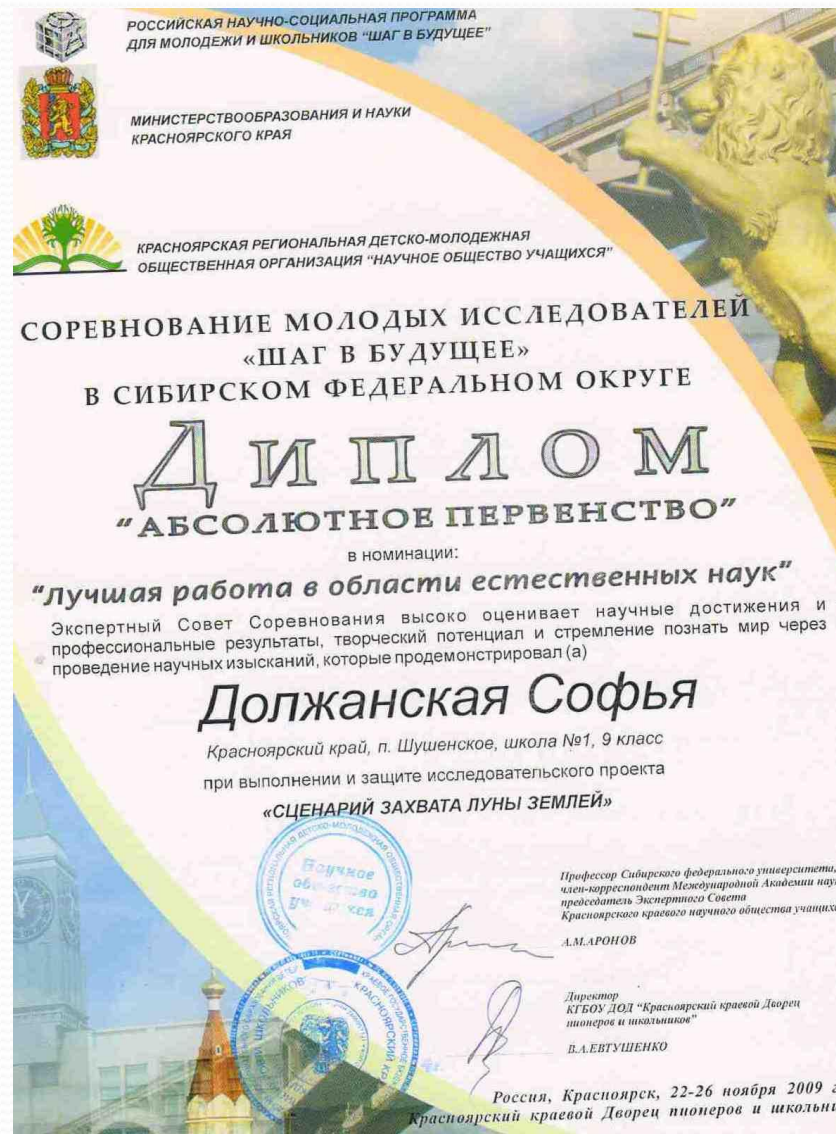 РОССИЙСКАЯ НАУЧНО-СОЦИАЛЬНАЯ ПРОГРАММА
ДЛЯ МОЛОДЕЖИ И ШКОЛЬНИКОВ "ШАГ В БУДУЩЕЕ"
МИНИСТЕРСТВООБРАЗОВАНИЯ И НАУКИ
КРАСНОЯРСКОГО КРАЯ
КРАСНОЯРСКАЯ РЕГИОНАЛЬНАЯ ДЕТСКО-МОЛОДЕЖНАЯ
ОБЩЕСТВЕННАЯ ОРГАНИЗАЦИЯ "НАУЧНОЕ ОБЩЕСТВО УЧАЩИХСЯ"
СОРЕВНОВАНИЕ МОЛОДЫХ ИССЛЕДОВАТЕЛЕЙ
«ШАГ В БУДУЩЕЕ»
В СИБИРСКОМ ФЕДЕРАЛЬНОМ ОКРУГЕ
ДИПЛОМ
"АБСОЛЮТНОЕ ПЕРВЕНСТВО"
в номинации:
"Лучшая работа в области естественных наук"
Экспертный Совет Соревнования высоко оценивает научные достижения и
профессиональные результаты, творческий потенциал и стремление познать мир через
проведение научных изысканий, которые продемонстрировал (а)
Должанская Софья
Красноярский край, п. Шушенское, школа №1, 9 класс
при выполнении и защите исследовательского проекта
«СЦЕНАРИЙ ЗАХВАТА ЛУНЫ ЗЕМЛЕЙ»
Научное
Профессор Сибирского федерального университета,
член-корреспондент Международной Академии нау
председатель Экспертного Совета
Красноярского краевого научного общества учащихс
А.М.АРОНОВ
Директор
КГБОУ ДОД "Красноярский краевой Дворец
пионеров и школьников"
В.А.ЕВТУШЕНКО
Россия, Красноярск, 22-26 ноября 2009 г
Красноярский краевой Дворец пионеров и школьни